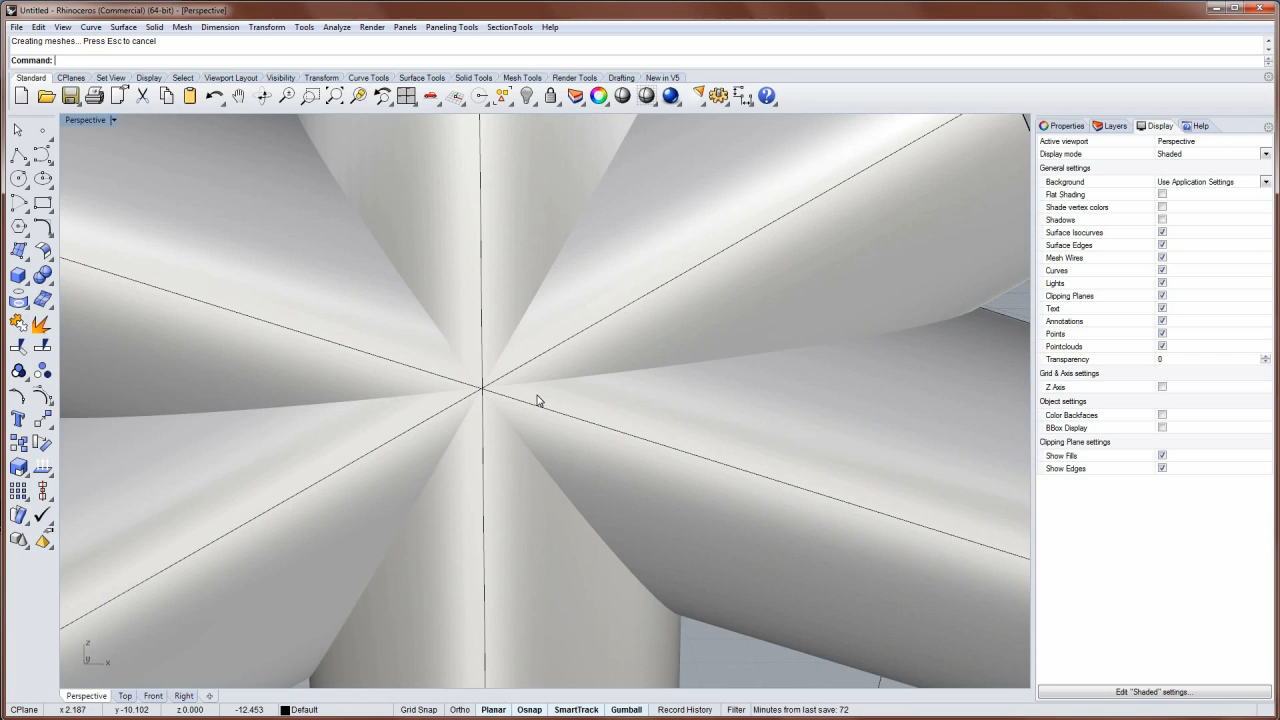 Untitled - Rhinoceros (Commercial) (64-bit) - [Perspective]
File Edit View Curve Surface Solid Mesh Dimension Transform Tools Analyze Render Panels Paneling Tools SectionTools Help
Creating meshes... Press Esc to cancel
Command:
Standard CPlanes Set View Display Select Viewport Layout Visibility Transform Curve Tools Surface Tools Solid Tools Mesh Tools Render Tools Drafting New in V5
Perspective
Properties Layers Display Help
Active viewport Perspective
Display mode Shaded
General settings
Background Use Application Settings
Flat Shading
Shade vertex colors
Shadows
Surface Isocurves
Surface Edges
Mesh Wires
Curves
Lights
Clipping Planes
Text
Annotations
Points
Pointclouds
Transparency 0
Grid & Axis settings
Z Axis
Object settings
Color Backfaces
BBox Display
Clipping Plane settings
Show Fills
Show Edges
z
y x
Edit "Shaded" settings...
Perspective Top Front Right
CPlane x 2.187 y -10.102 z 0.000 -12.453 Default Grid Snap Ortho Planar Osnap SmartTrack Gumball Record History Filter Minutes from last save: 72